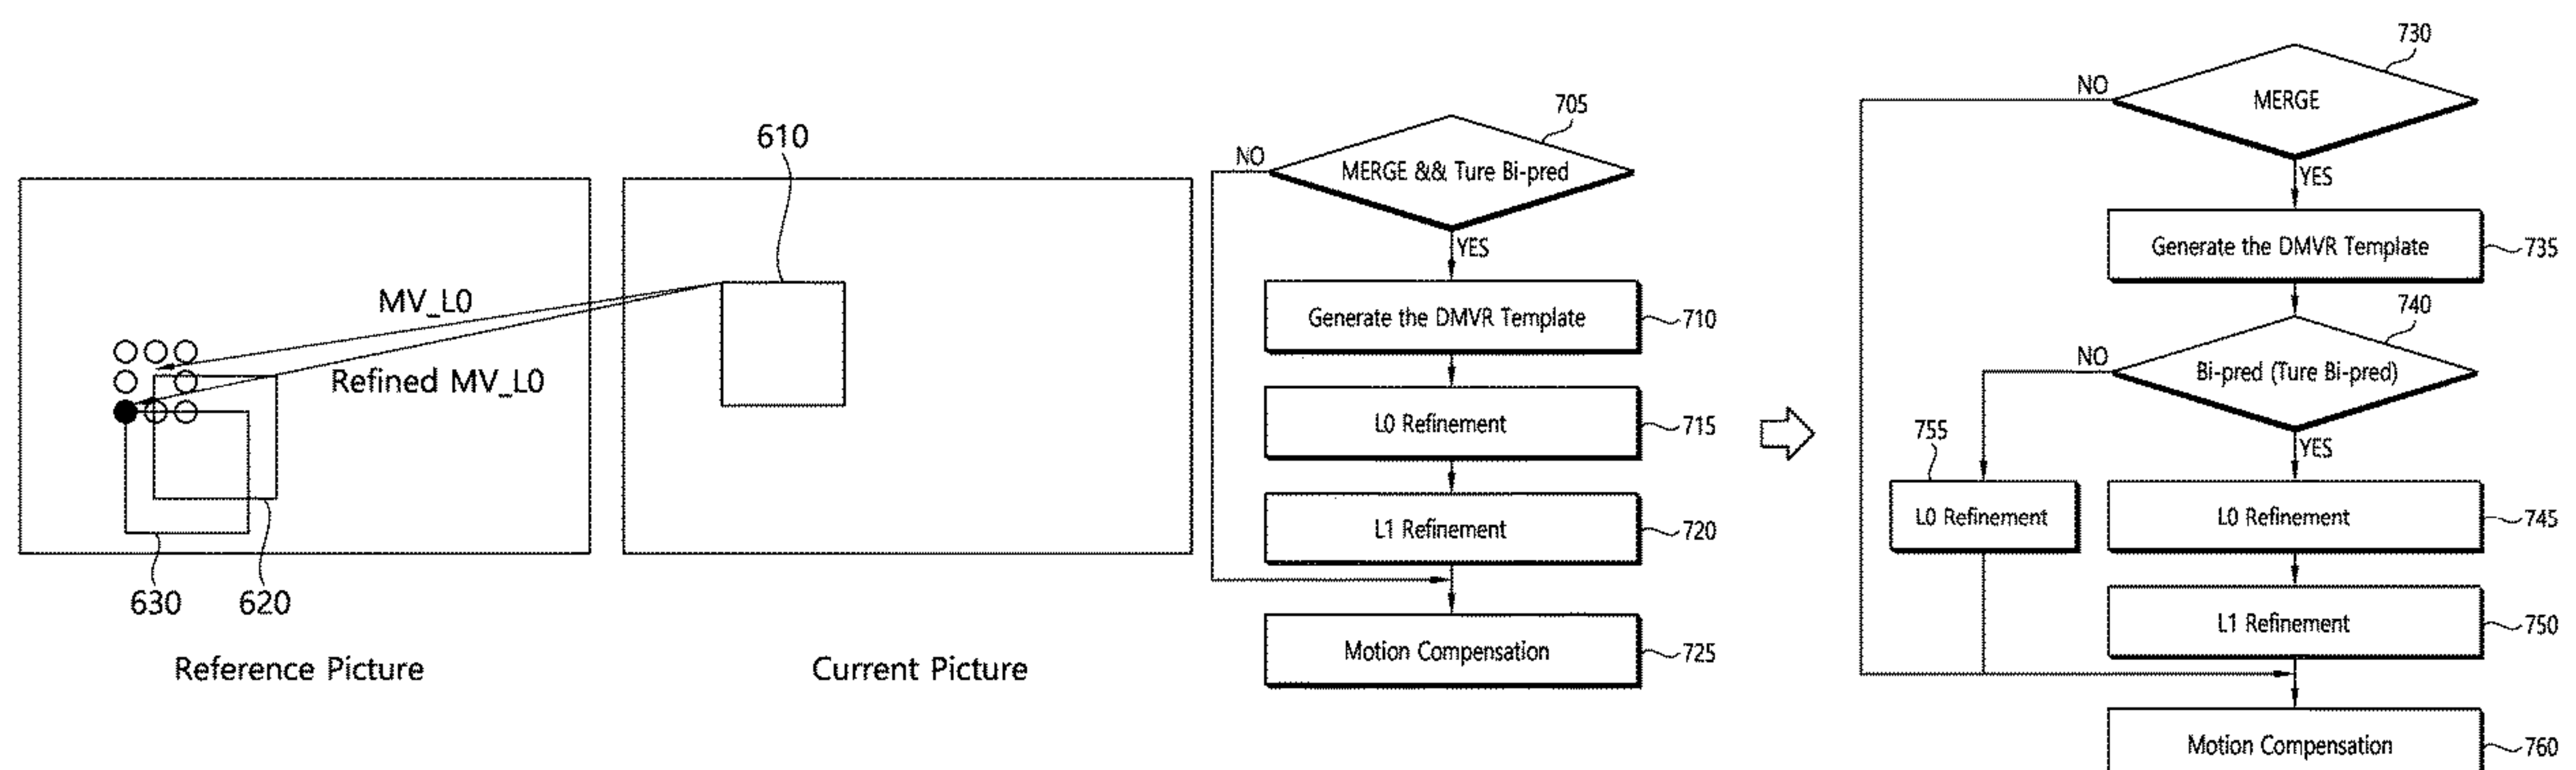 610
MV_L0
Refined MV_L0
630
620
Reference Picture
Current Picture
705
NO
MERGE && Ture Bi-pred
YES
Generate the DMVR Template
710
L0 Refinement
715
L1 Refinement
720
Motion Compensation
725
730
NO
MERGE
YES
Generate the DMVR Template
735
740
NO
Bi-pred (Ture Bi-pred)
755
YES
L0 Refinement
L0 Refinement
745
L1 Refinement
750
Motion Compensation
760